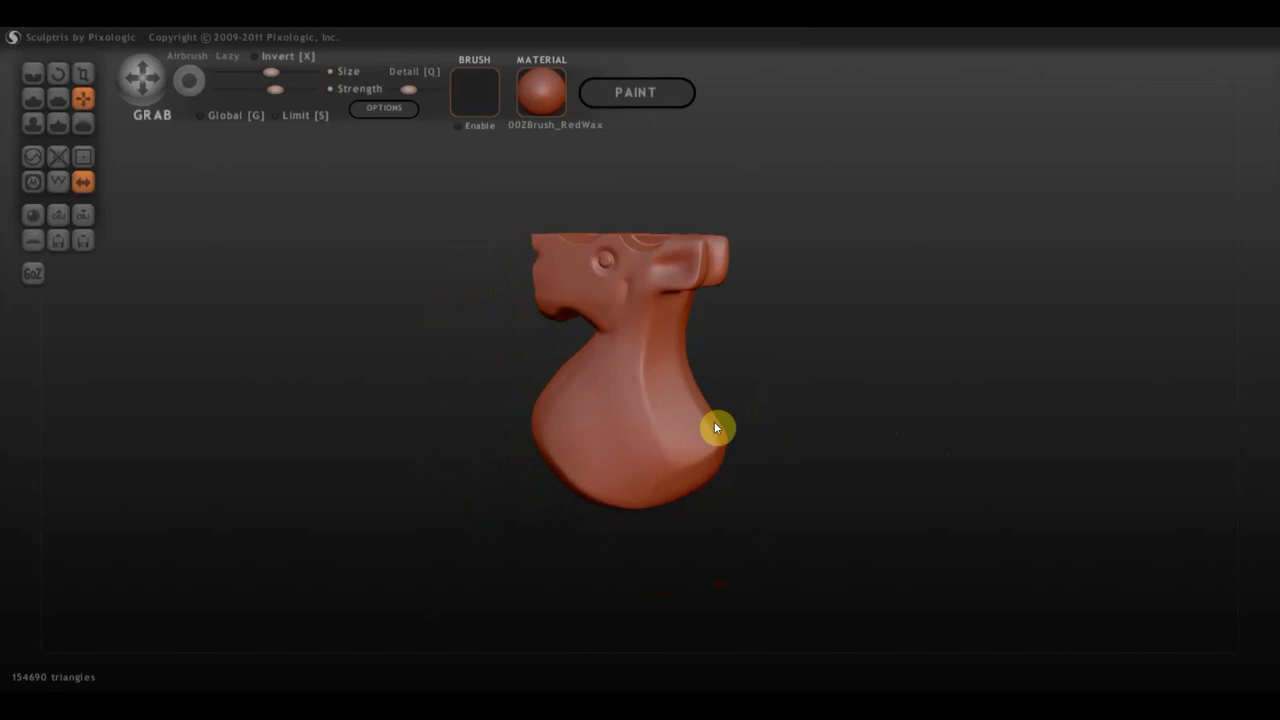 Sculptris by Pixologic Copyright © 2009-2011 Pixologic, Inc.
Airbrush Lazy Invert [X]
BRUSH MATERIAL
Size Detail [Q]
Strength
PAINT
OPTIONS
GRAB Global [G] Limit [S]
Enable 00ZBrush_RedWax
GoZ
154690 triangles